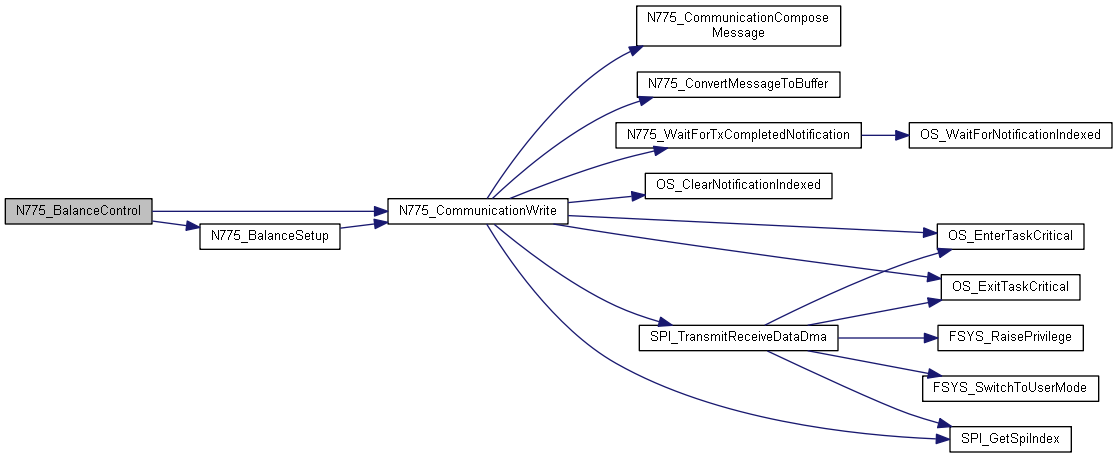 N775_CommunicationCompose
Message
N775_ConvertMessageToBuffer
N775_WaitForTxCompletedNotification
OS_WaitForNotificationIndexed
OS_ClearNotificationIndexed
N775_BalanceControl
N775_CommunicationWrite
N775_BalanceSetup
OS_EnterTaskCritical
OS_ExitTaskCritical
SPI_TransmitReceiveDataDma
FSYS_RaisePrivilege
FSYS_SwitchToUserMode
SPI_GetSpiIndex